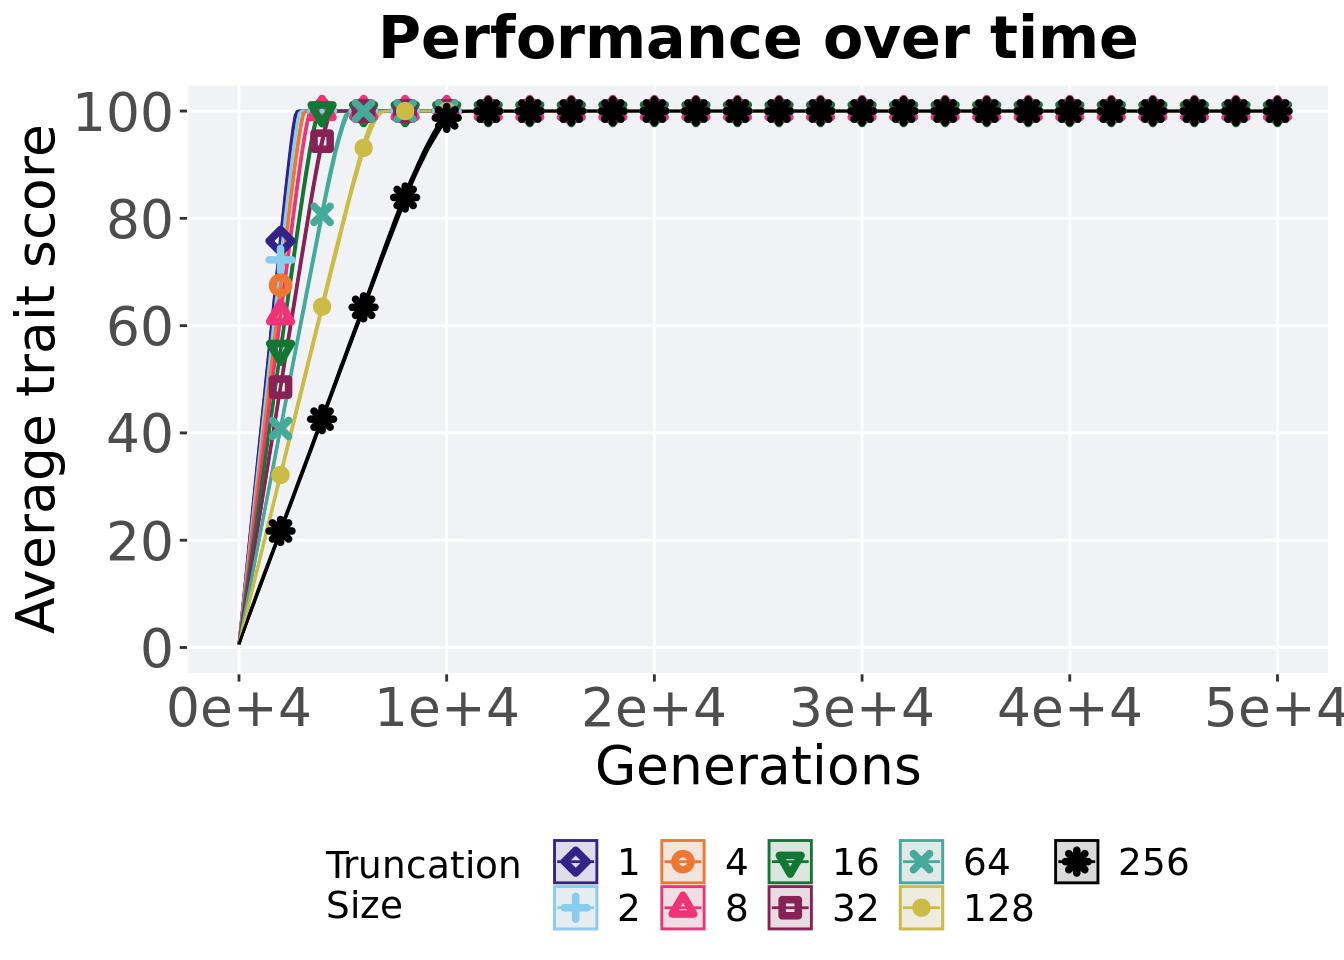 Performance over time
Average trait score
100
80
60
40
20
0
0e+4 1e+4 2e+4 3e+4 4e+4 5e+4
Generations
Truncation Size
1 4 16 64 256
2 8 32 128